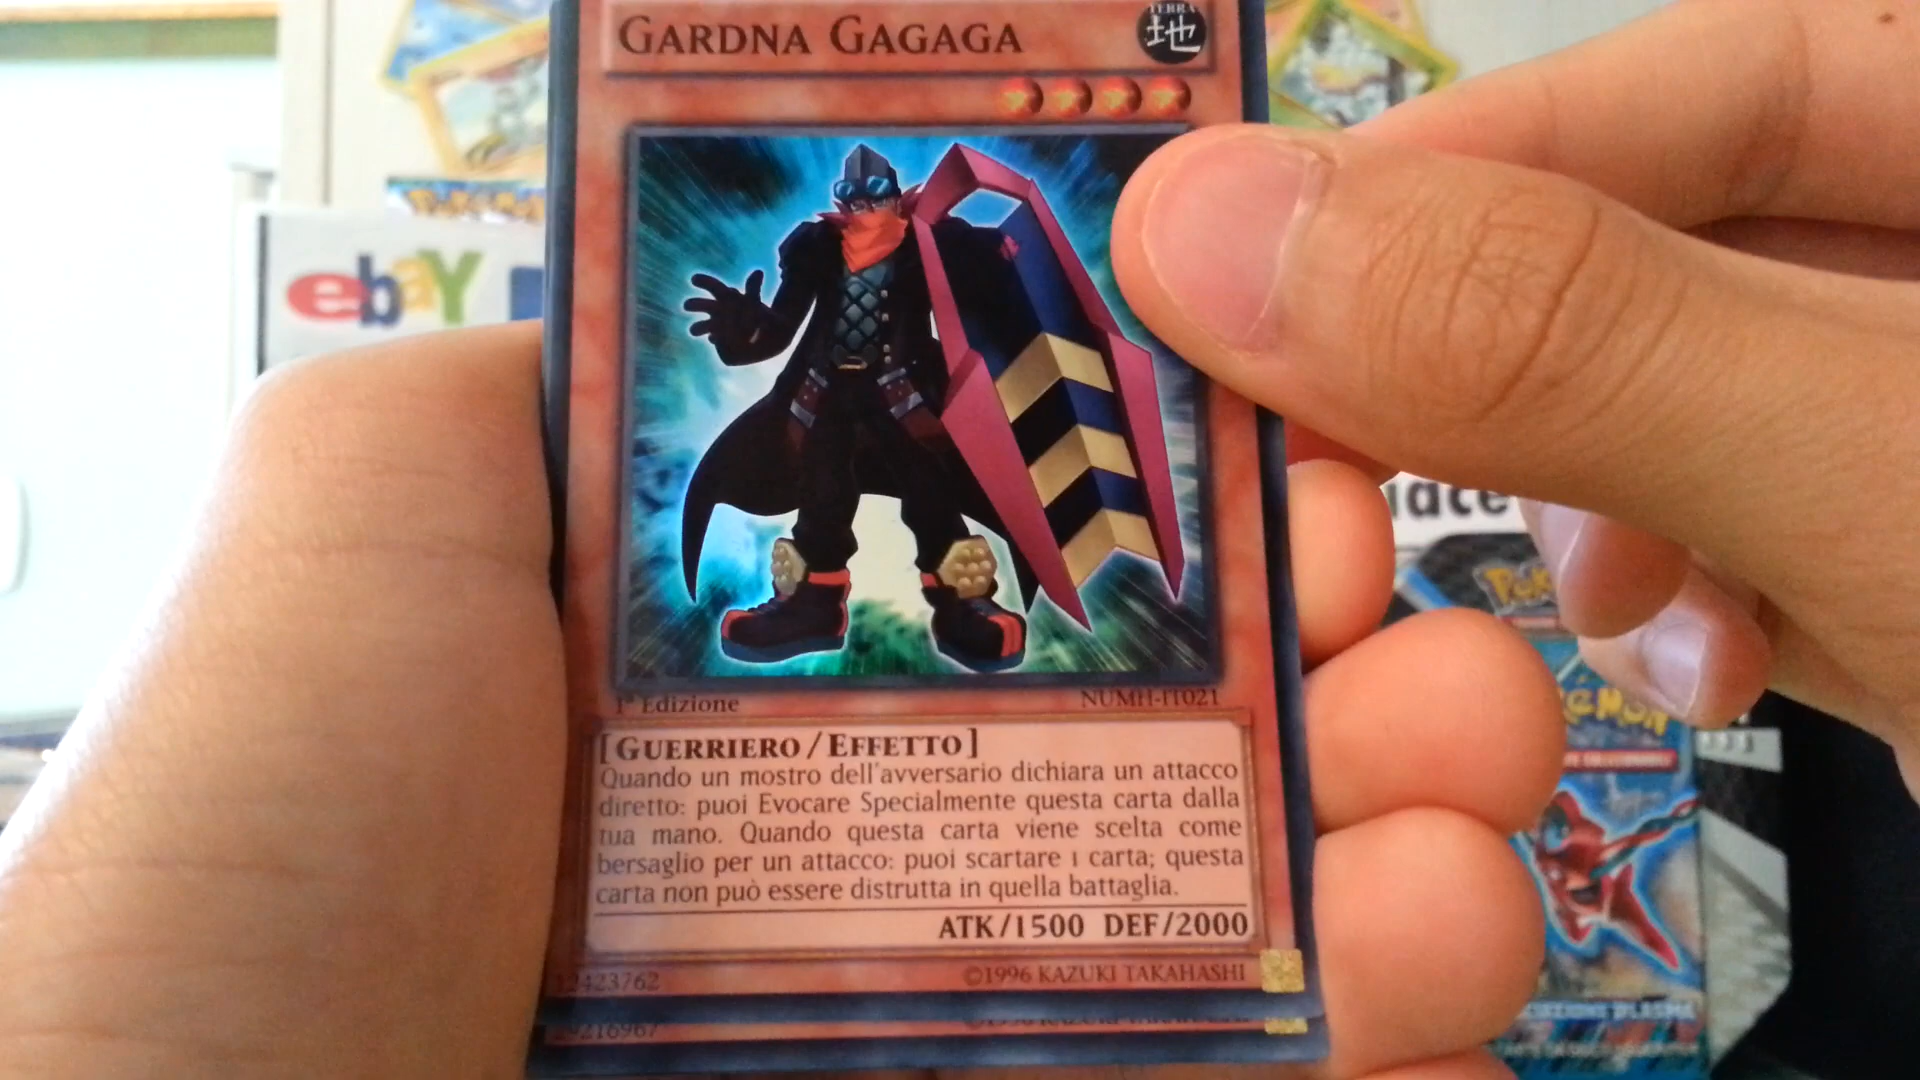 GARDNA GAGAGA
TERRA
地
ebay
1ª Edizione
NUMH-IT021
[GUERRIERO/EFFETTO]
Quando un mostro dell'avversario dichiara un attacco
diretto: puoi Evocare Specialmente questa carta dalla
tua mano. Quando questa carta viene scelta come
bersaglio per un attacco: puoi scartare 1 carta; questa
carta non può essere distrutta in quella battaglia.
ATK/1500 DEF/2000
12423762
©1996 KAZUKI TAKAHASHI